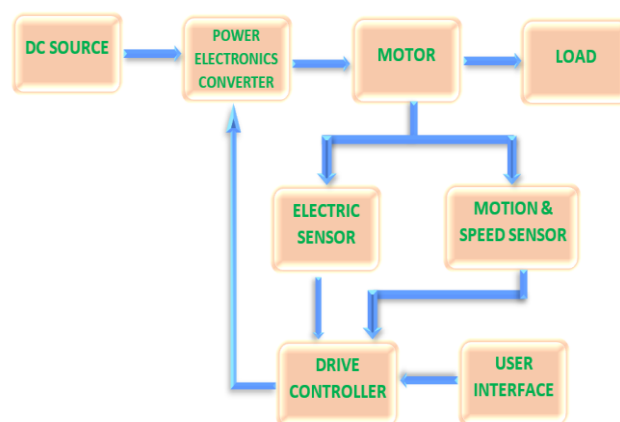 DC SOURCE
POWER
ELECTRONICS
CONVERTER
MOTOR
LOAD
ELECTRIC
SENSOR
MOTION &
SPEED SENSOR
DRIVE
CONTROLLER
USER
INTERFACE